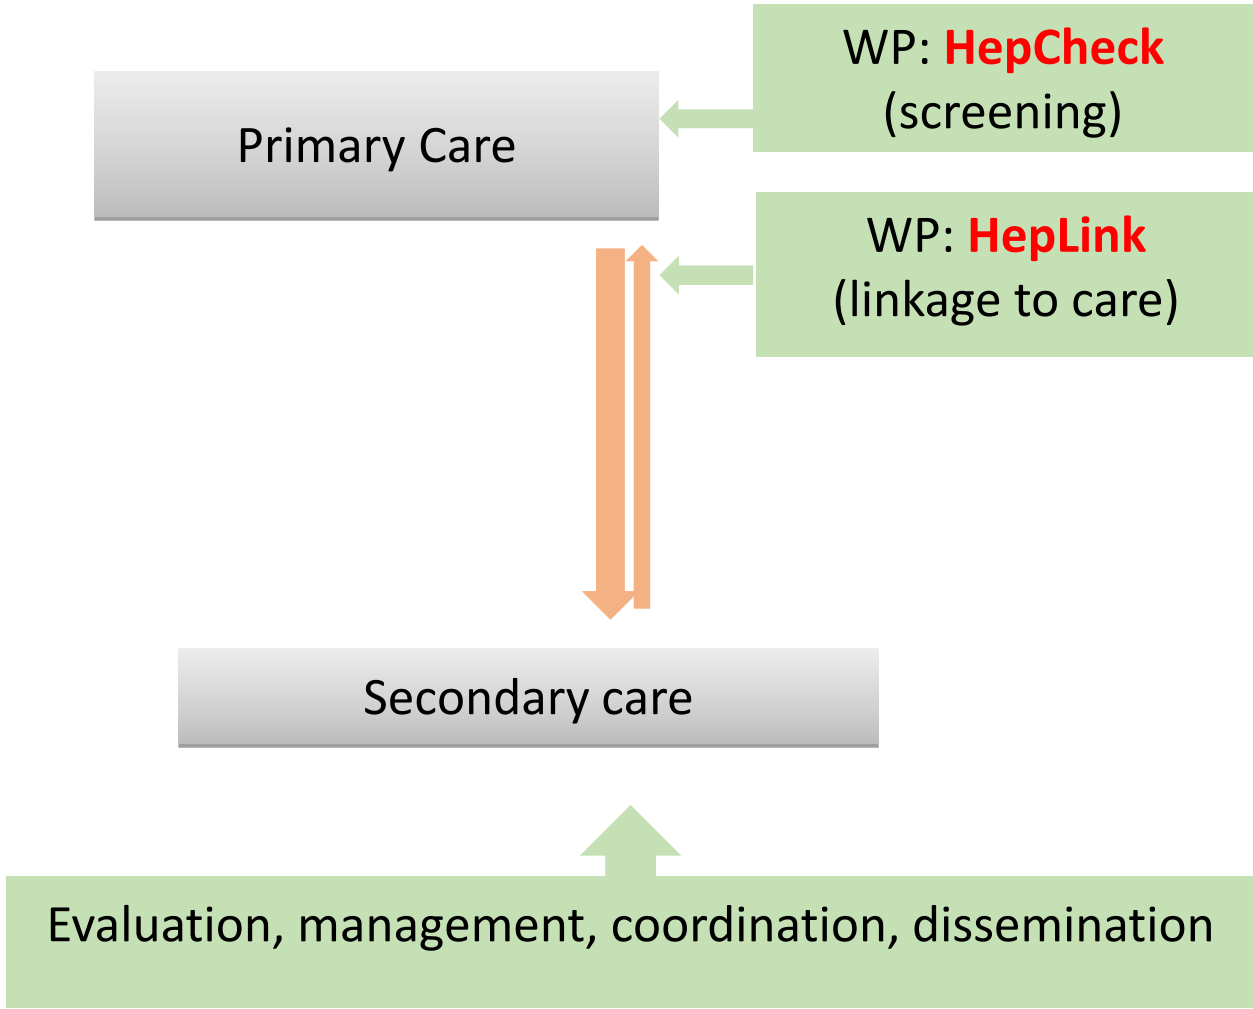 WP: HepCheck
(screening)
Primary Care
WP: HepLink
(linkage to care)
Secondary care
Evaluation, management, coordination, dissemination